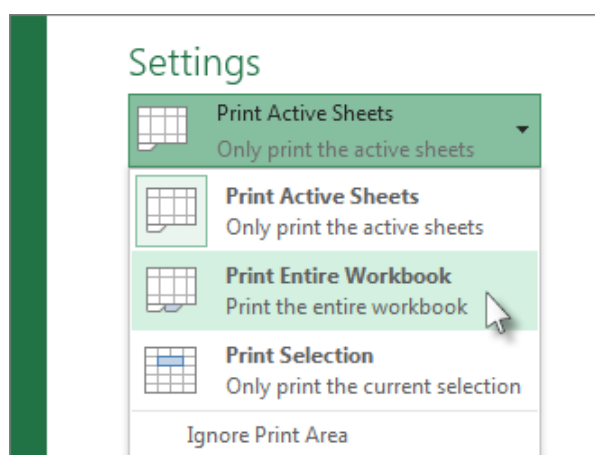 Settings
Print Active Sheets
Only print the active sheets
Print Active Sheets
Only print the active sheets
Print Entire Workbook
Print the entire workbook
Print Selection
Only print the current selection
Ignore Print Area